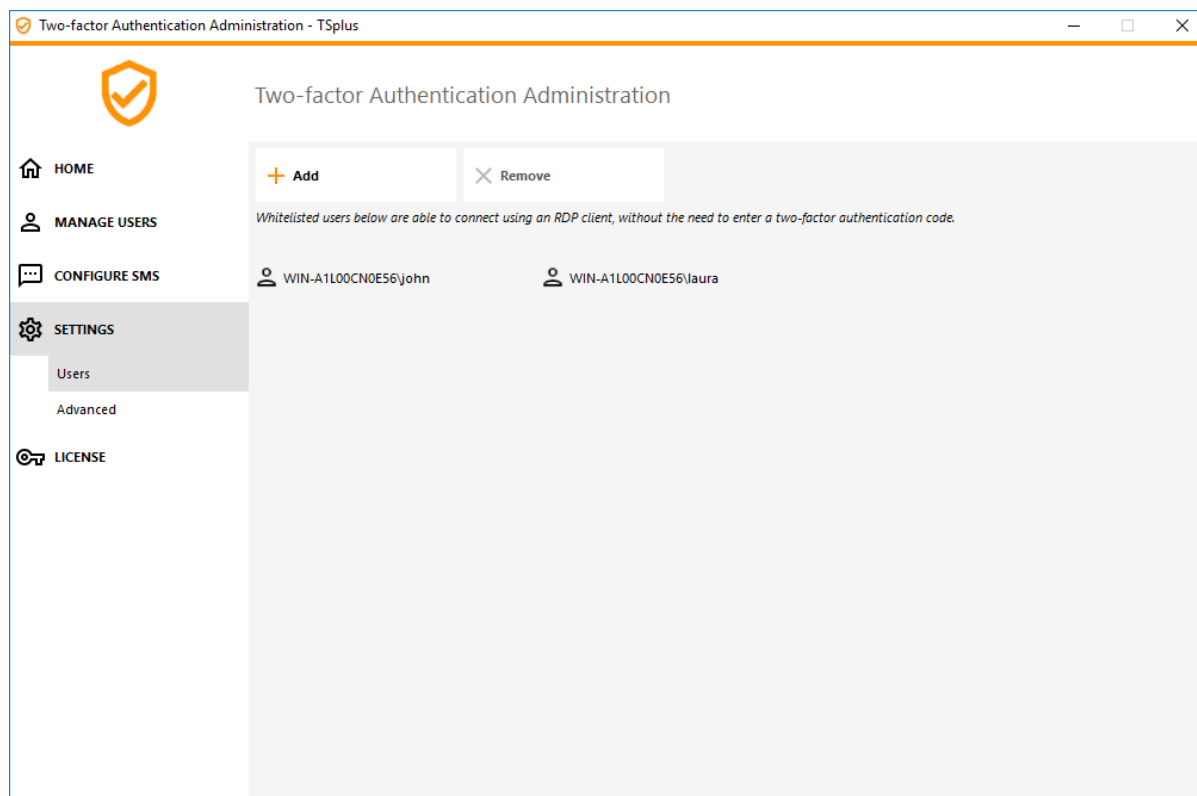 Two-factor Authentication Administration - TSplus
Two-factor Authentication Administration
HOME
MANAGE USERS
CONFIGURE SMS
SETTINGS
Users
Advanced
LICENSE
Add
Remove
Whitelisted users below are able to connect using an RDP client, without the need to enter a two-factor authentication code.
WIN-A1L00CN0E56\john
WIN-A1L00CN0E56\laura